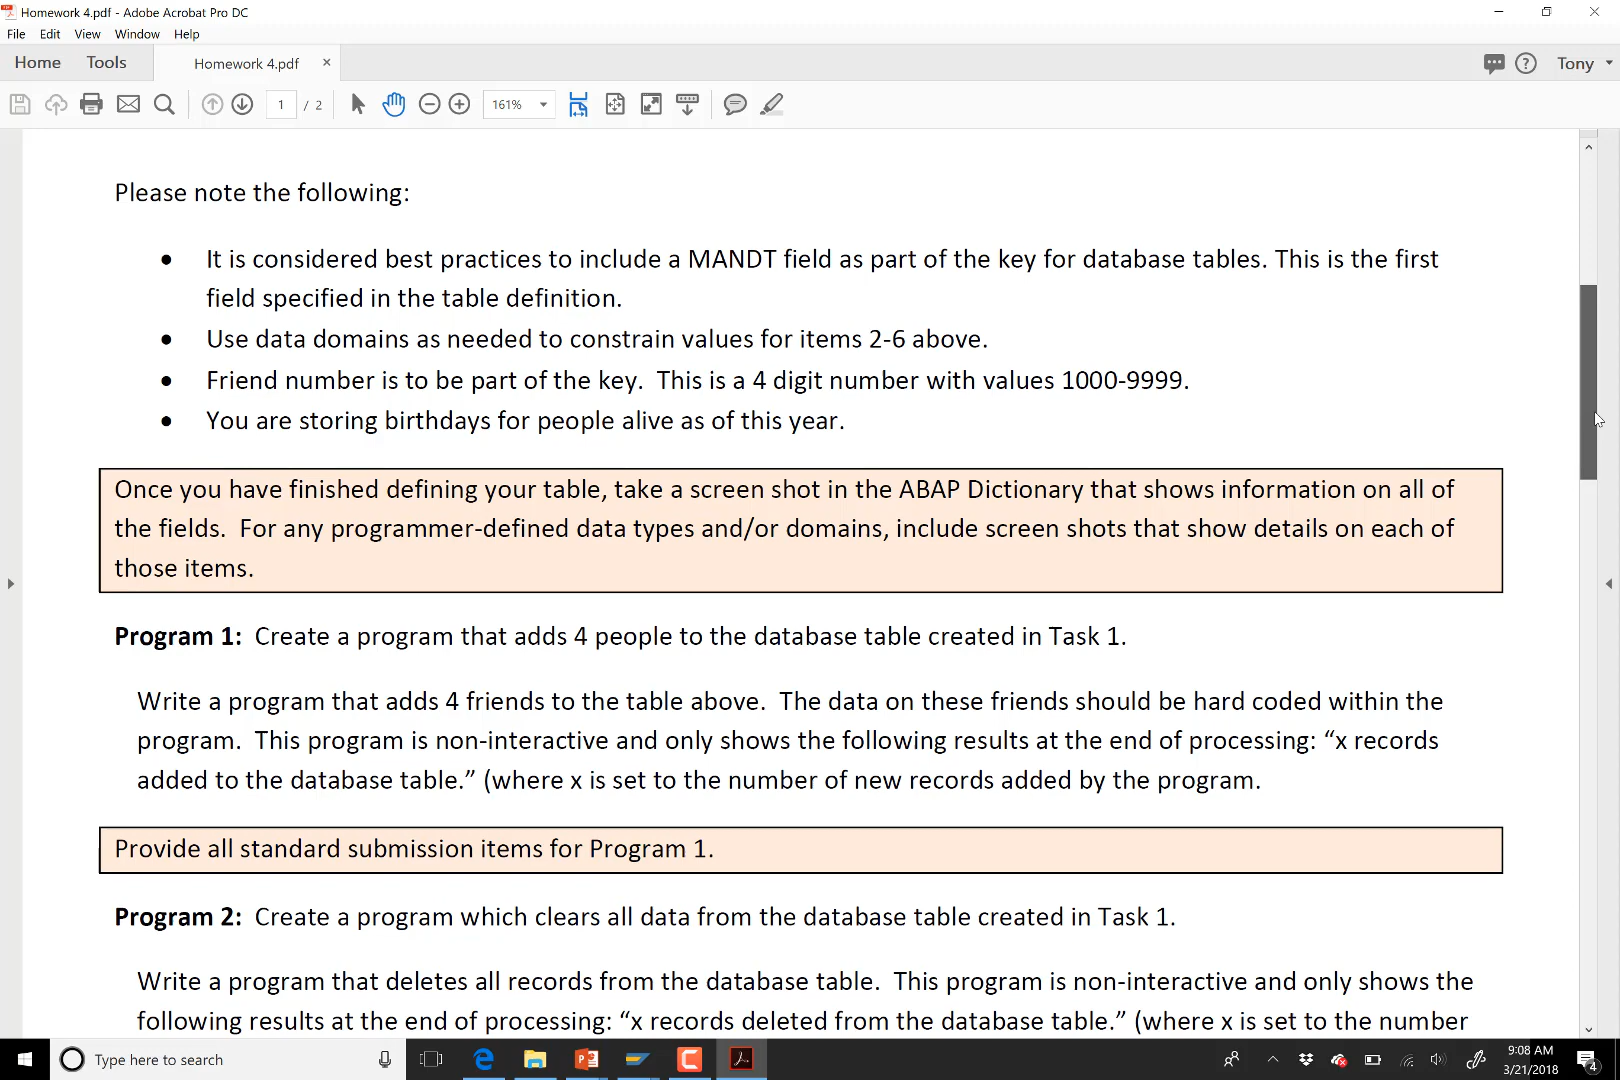 Homework 4.pdf - Adobe Acrobat Pro DC
File Edit View Window Help
Home Tools Homework 4.pdf × Tony
1 / 2 161%
Please note the following:
• It is considered best practices to include a MANDT field as part of the key for database tables. This is the first
field specified in the table definition.
• Use data domains as needed to constrain values for items 2-6 above.
• Friend number is to be part of the key. This is a 4 digit number with values 1000-9999.
• You are storing birthdays for people alive as of this year.
Once you have finished defining your table, take a screen shot in the ABAP Dictionary that shows information on all of
the fields. For any programmer-defined data types and/or domains, include screen shots that show details on each of
those items.
Program 1: Create a program that adds 4 people to the database table created in Task 1.
Write a program that adds 4 friends to the table above. The data on these friends should be hard coded within the
program. This program is non-interactive and only shows the following results at the end of processing: “x records
added to the database table.” (where x is set to the number of new records added by the program.
Provide all standard submission items for Program 1.
Program 2: Create a program which clears all data from the database table created in Task 1.
Write a program that deletes all records from the database table. This program is non-interactive and only shows the
following results at the end of processing: “x records deleted from the database table.” (where x is set to the number
Type here to search
9:08 AM
3/21/2018
4